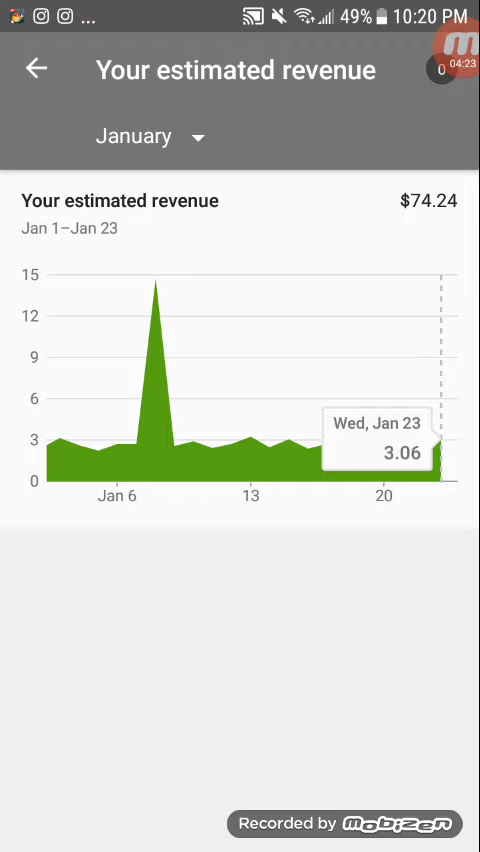 ... 49% 10:20 PM
Your estimated revenue
0
04:23
January
Your estimated revenue $74.24
Jan 1–Jan 23
15
12
9
6
3
0
Wed, Jan 23
3.06
Jan 6 13 20
Recorded by mobizen